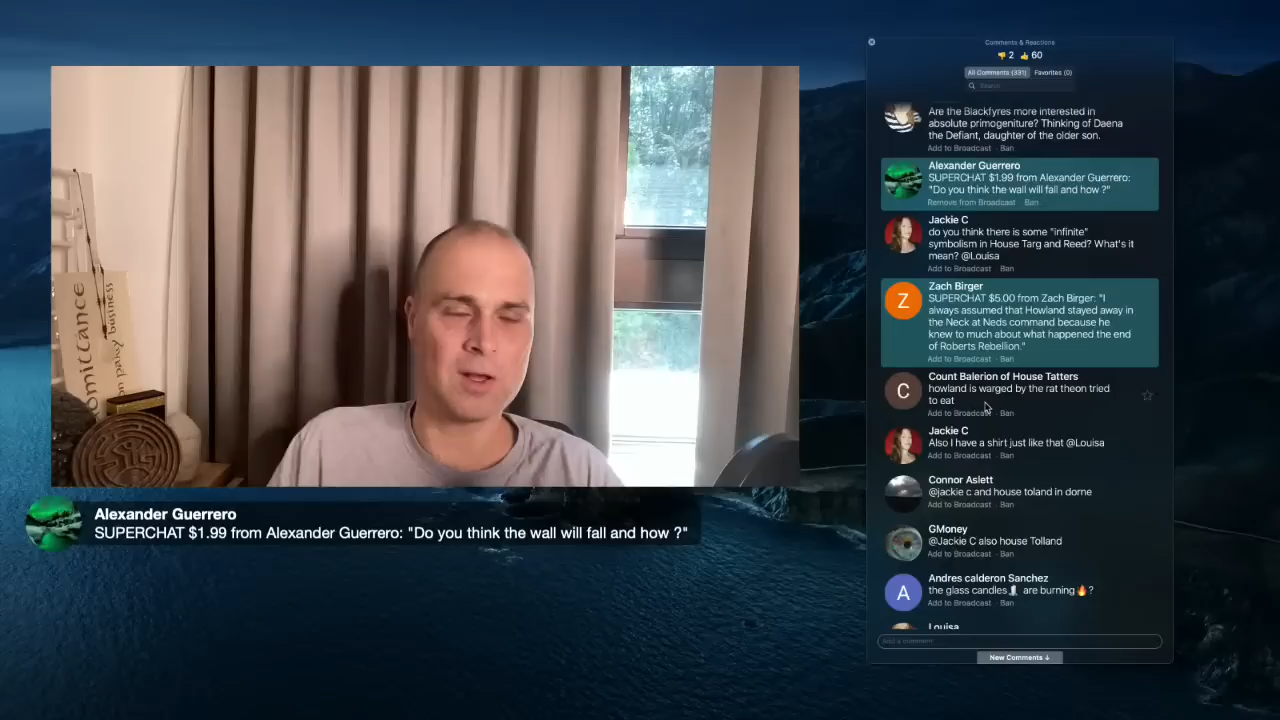 omittance
on panoy business
Alexander Guerrero
SUPERCHAT $1.99 from Alexander Guerrero: "Do you think the wall will fall and how ?"
Comments & Reactions
👎 2 👍 60
All Comments (331) Favorites (0)
Search
Are the Blackfyres more interested in
absolute primogeniture? Thinking of Daena
the Defiant, daughter of the older son.
Add to Broadcast · Ban
Alexander Guerrero
SUPERCHAT $1.99 from Alexander Guerrero:
"Do you think the wall will fall and how ?"
Remove from Broadcast · Ban
Jackie C
do you think there is some "infinite"
symbolism in House Targ and Reed? What's it
mean? @Louisa
Add to Broadcast · Ban
Z
Zach Birger
SUPERCHAT $5.00 from Zach Birger: "I
always assumed that Howland stayed away in
the Neck at Neds command because he
knew to much about what happened the end
of Roberts Rebellion."
Add to Broadcast · Ban
C
Count Balerion of House Tatters
howland is warged by the rat theon tried
to eat
Add to Broadcast · Ban
Jackie C
Also I have a shirt just like that @Louisa
Add to Broadcast · Ban
Connor Aslett
@jackie c and house toland in dorne
Add to Broadcast · Ban
GMoney
@Jackie C also house Tolland
Add to Broadcast · Ban
A
Andres calderon Sanchez
the glass candles🕯️ are burning🔥?
Add to Broadcast · Ban
Louisa
Add a comment
New Comments ↓